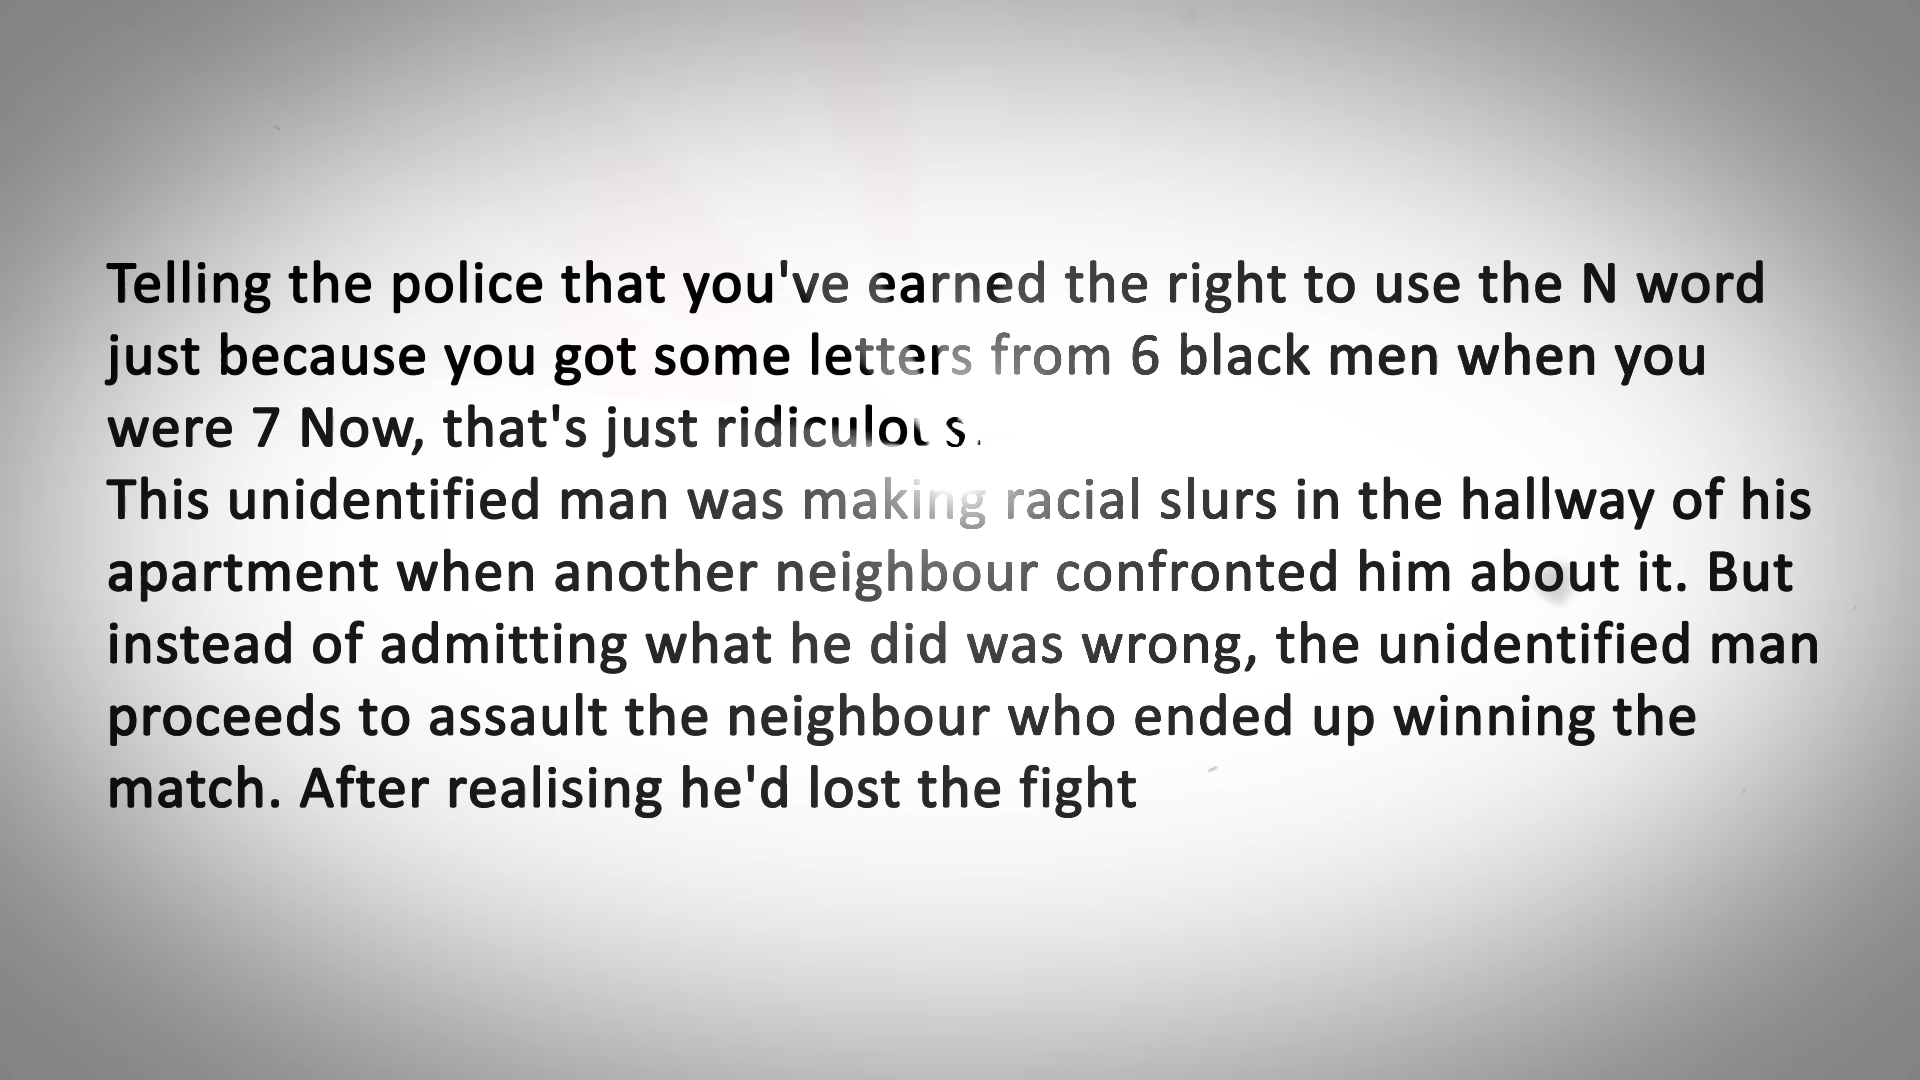 Telling the police that you've earned the right to use the N word
just because you got some letters from 6 black men when you
were 7 Now, that's just ridiculous.
This unidentified man was making racial slurs in the hallway of his
apartment when another neighbour confronted him about it. But
instead of admitting what he did was wrong, the unidentified man
proceeds to assault the neighbour who ended up winning the
match. After realising he'd lost the fight